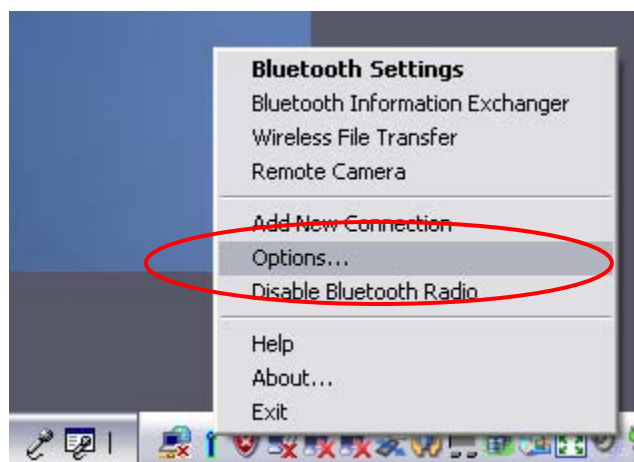 Bluetooth Settings
Bluetooth Information Exchanger
Wireless File Transfer
Remote Camera
Add New Connection
Options...
Disable Bluetooth Radio
Help
About...
Exit